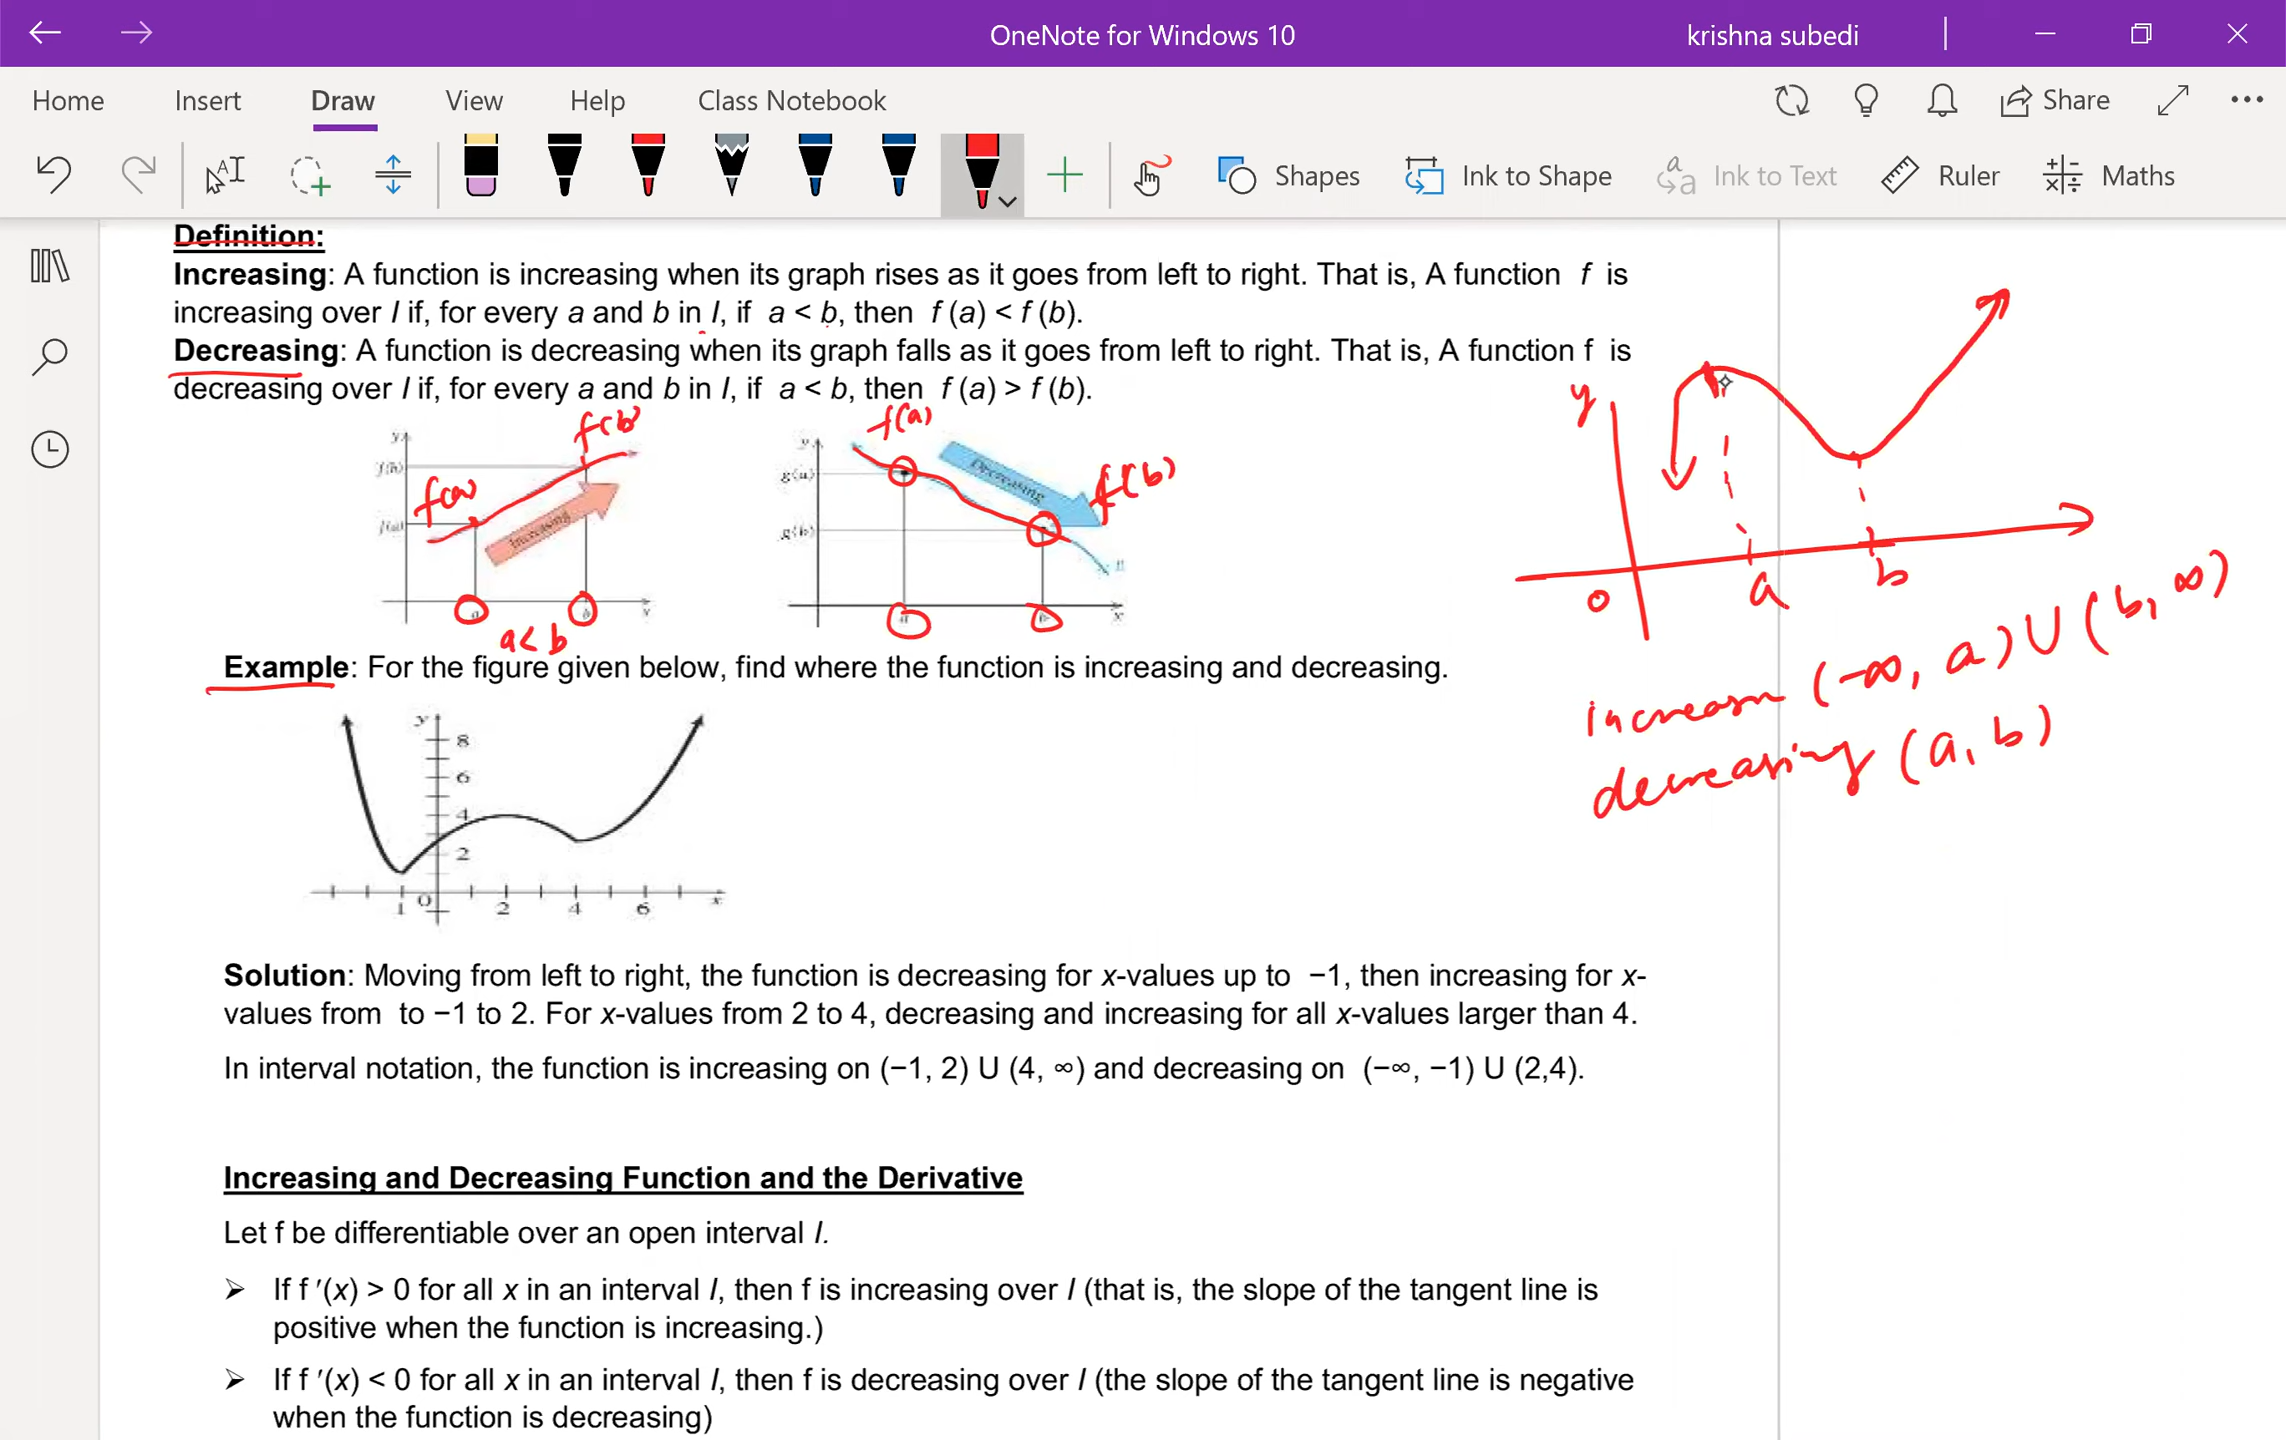 OneNote for Windows 10
krishna subedi
Home Insert Draw View Help Class Notebook
Share
Shapes Ink to Shape Ink to Text Ruler Maths
Definition:
Increasing: A function is increasing when its graph rises as it goes from left to right. That is, A function f is
increasing over I if, for every a and b in I, if a < b, then f (a) < f (b).
Decreasing: A function is decreasing when its graph falls as it goes from left to right. That is, A function f is
decreasing over I if, for every a and b in I, if a < b, then f (a) > f (b).
y f(b) f(b)
f(a) f(a)
Increasing
a b x
a < b
y f(a)
g(a) Decreasing f(b)
g(b)
a b x
y
0 a b
increasin (-∞, a) U (b, ∞)
decreasing (a, b)
Example: For the figure given below, find where the function is increasing and decreasing.
y
8
6
4
2
1 0 2 4 6 x
Solution: Moving from left to right, the function is decreasing for x-values up to −1, then increasing for x-
values from to −1 to 2. For x-values from 2 to 4, decreasing and increasing for all x-values larger than 4.
In interval notation, the function is increasing on (−1, 2) U (4, ∞) and decreasing on (−∞, −1) U (2,4).
Increasing and Decreasing Function and the Derivative
Let f be differentiable over an open interval I.
➢ If f ′(x) > 0 for all x in an interval I, then f is increasing over I (that is, the slope of the tangent line is
positive when the function is increasing.)
➢ If f ′(x) < 0 for all x in an interval I, then f is decreasing over I (the slope of the tangent line is negative
when the function is decreasing)